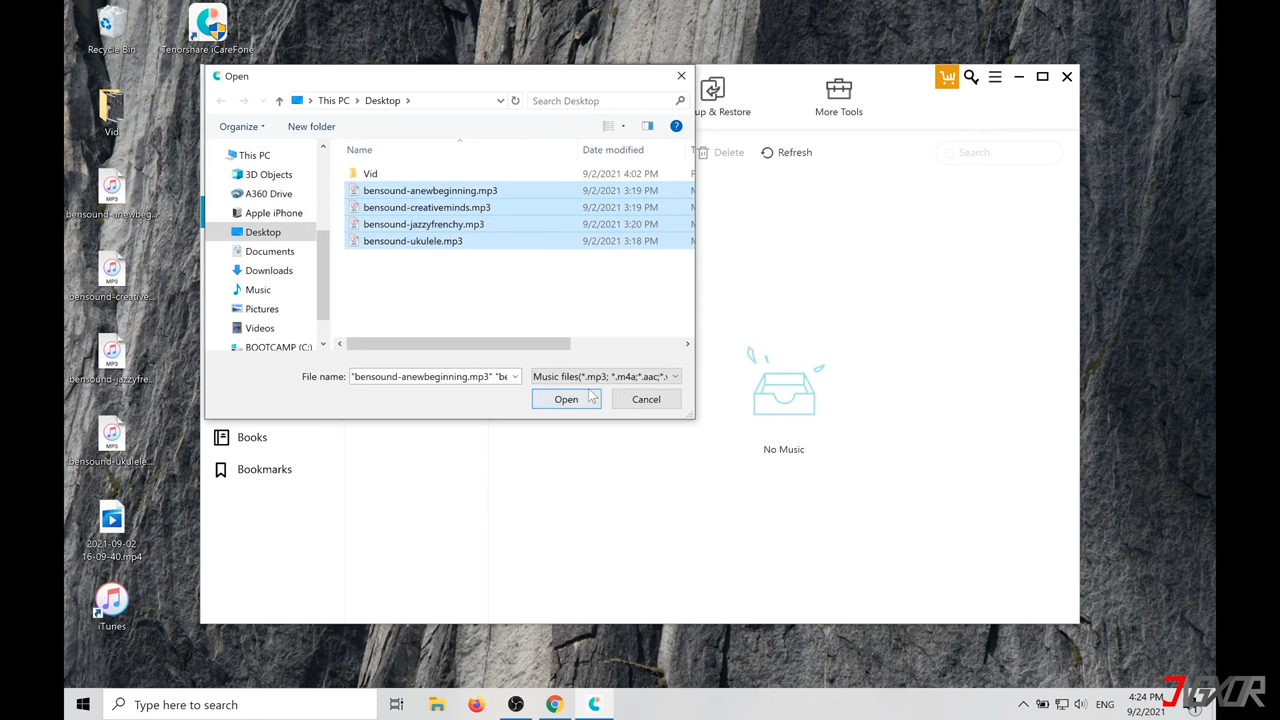 Recycle Bin
Tenorshare iCareFone
Vid
bensound-anewbeg...
bensound-creative...
bensound-jazzyfre...
bensound-ukulele....
2021-09-02
16-09-40.mp4
iTunes
MP3
MP3
MP3
MP3
Open
This PC
Desktop
Search Desktop
Organize
New folder
?
This PC
3D Objects
A360 Drive
Apple iPhone
Desktop
Documents
Downloads
Music
Pictures
Videos
BOOTCAMP (C:)
Name
Date modified
Vid 9/2/2021 4:02 PM
bensound-anewbeginning.mp3 9/2/2021 3:19 PM M
bensound-creativeminds.mp3 9/2/2021 3:19 PM M
bensound-jazzyfrenchy.mp3 9/2/2021 3:20 PM M
bensound-ukulele.mp3 9/2/2021 3:18 PM M
File name: "bensound-anewbeginning.mp3" "be
Music files(*.mp3; *.m4a;*.aac;*.
Open
Cancel
up & Restore
More Tools
Delete
Refresh
Search
No Music
Books
Bookmarks
Type here to search
ENG
4:24 PM
9/2/2021